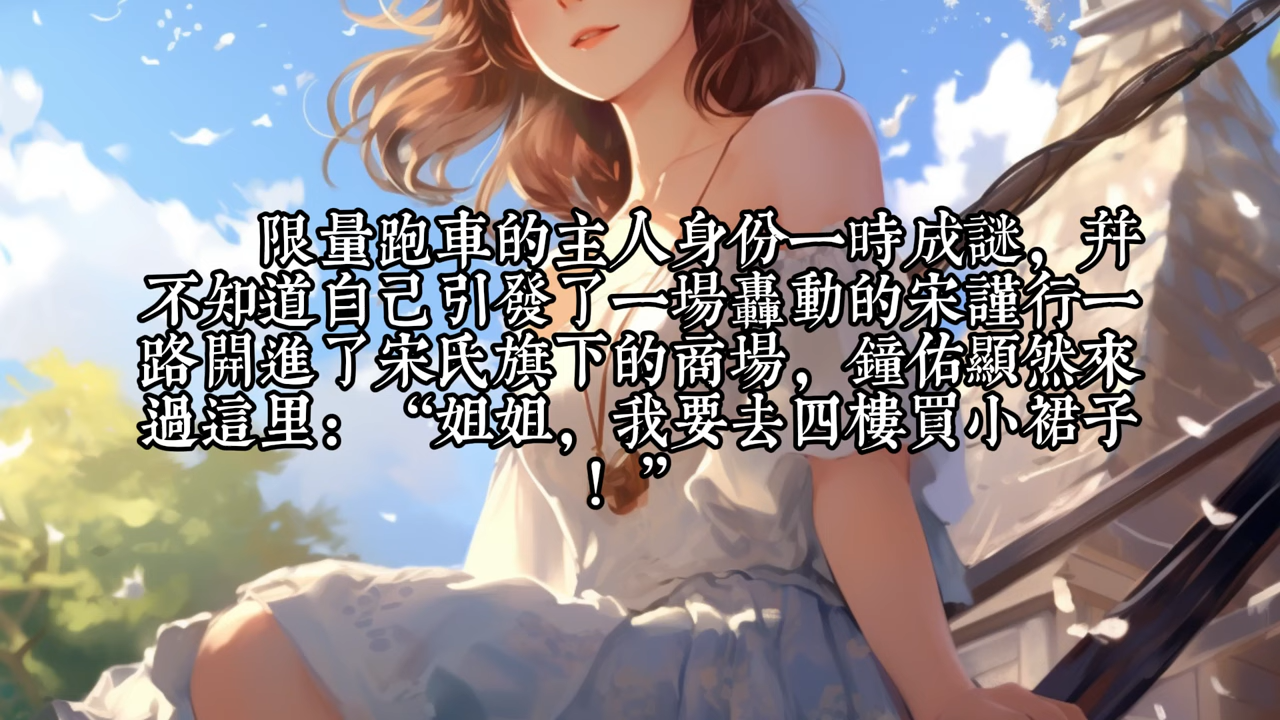 限量跑車的主人身份一時成謎，并
不知道自己引發了一場轟動的宋謹行一
路開進了宋氏旗下的商場，鐘佑顯然來
過這里：“姐姐，我要去四樓買小裙子
！”